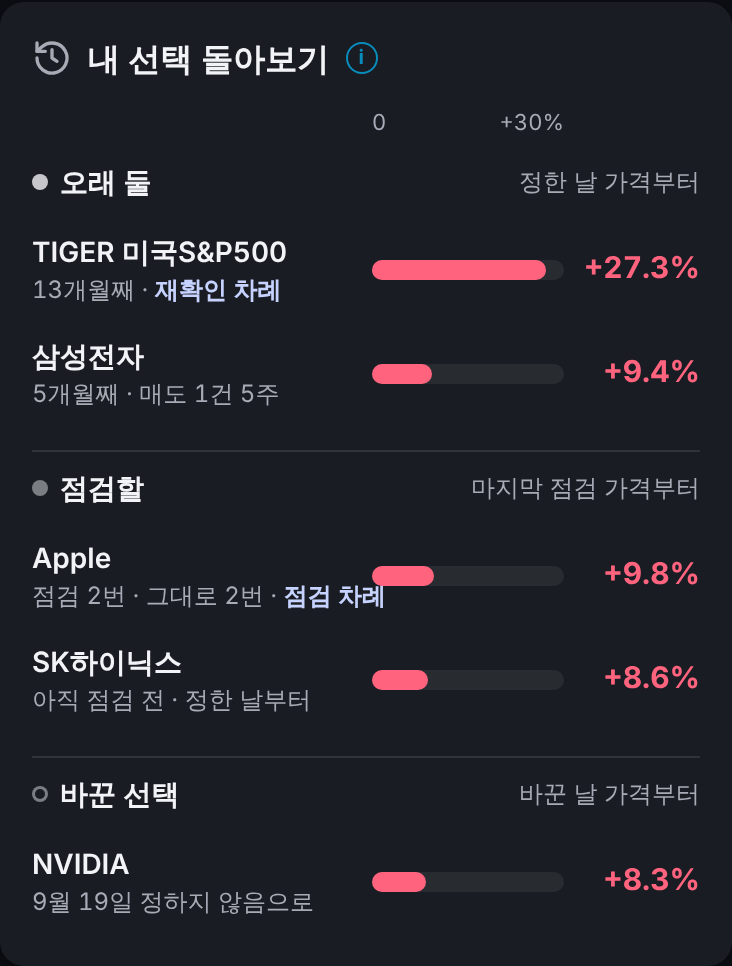 내 선택 돌아보기 i
0 +30%
오래 둘 정한 날 가격부터
TIGER 미국S&P500
13개월째 · 재확인 차례
+27.3%
삼성전자
5개월째 · 매도 1건 5주
+9.4%
점검할 마지막 점검 가격부터
Apple
점검 2번 · 그대로 2번 · 점검 차례
+9.8%
SK하이닉스
아직 점검 전 · 정한 날부터
+8.6%
바꾼 선택 바꾼 날 가격부터
NVIDIA
9월 19일 정하지 않음으로
+8.3%